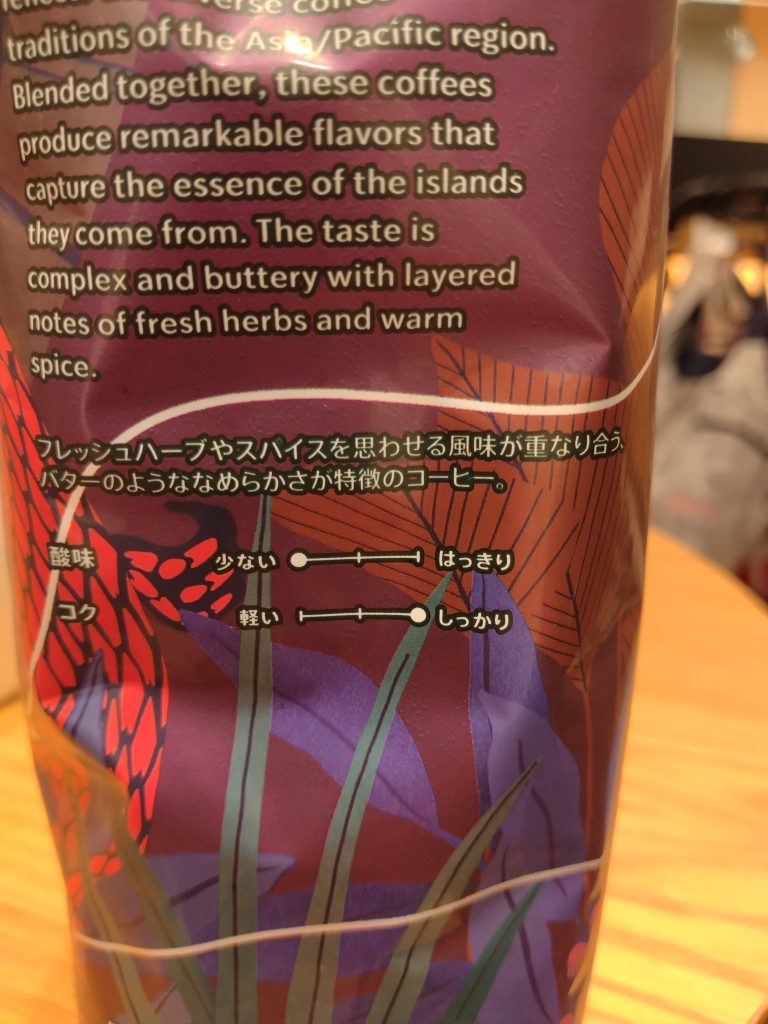 traditions of the Asia/Pacific region.
Blended together, these coffees
produce remarkable flavors that
capture the essence of the islands
they come from. The taste is
complex and buttery with layered
notes of fresh herbs and warm
spice.
フレッシュハーブやスパイスを思わせる風味が重なり合う、
バターのようななめらかさが特徴のコーヒー。
酸味 少ない はっきり
コク 軽い しっかり